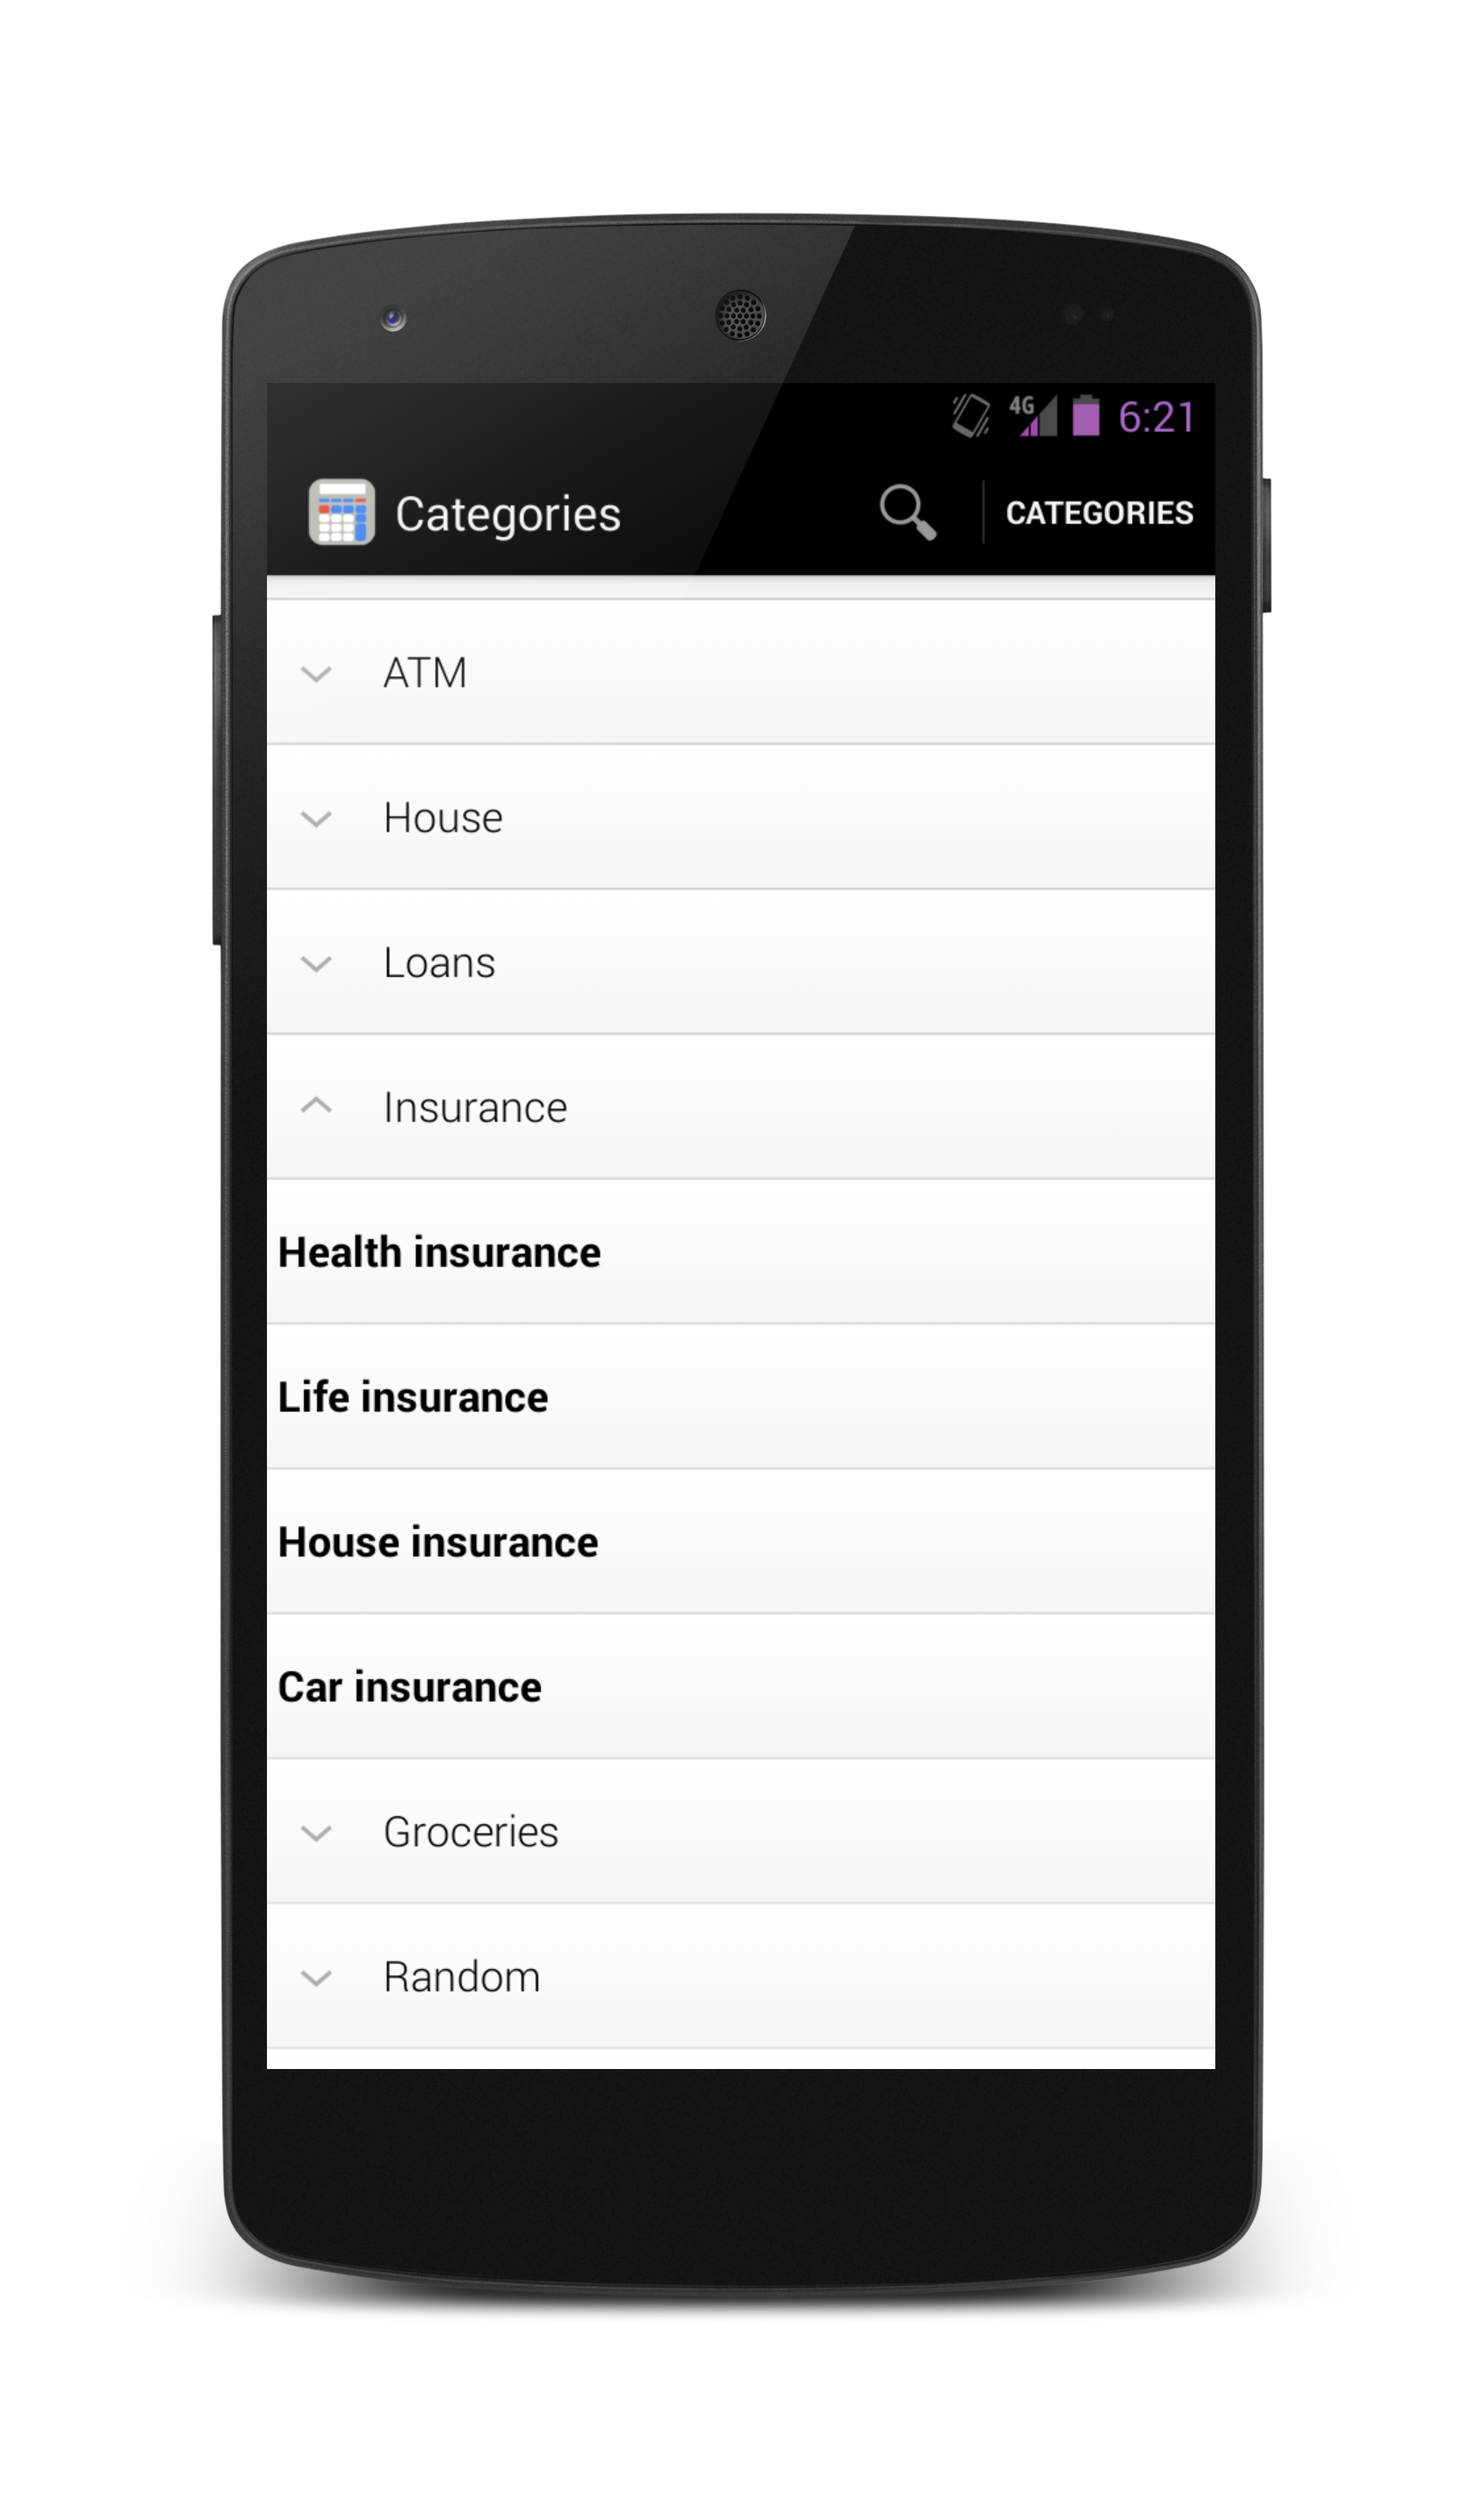 4G 6:21
Categories CATEGORIES
ATM
House
Loans
Insurance
Health insurance
Life insurance
House insurance
Car insurance
Groceries
Random